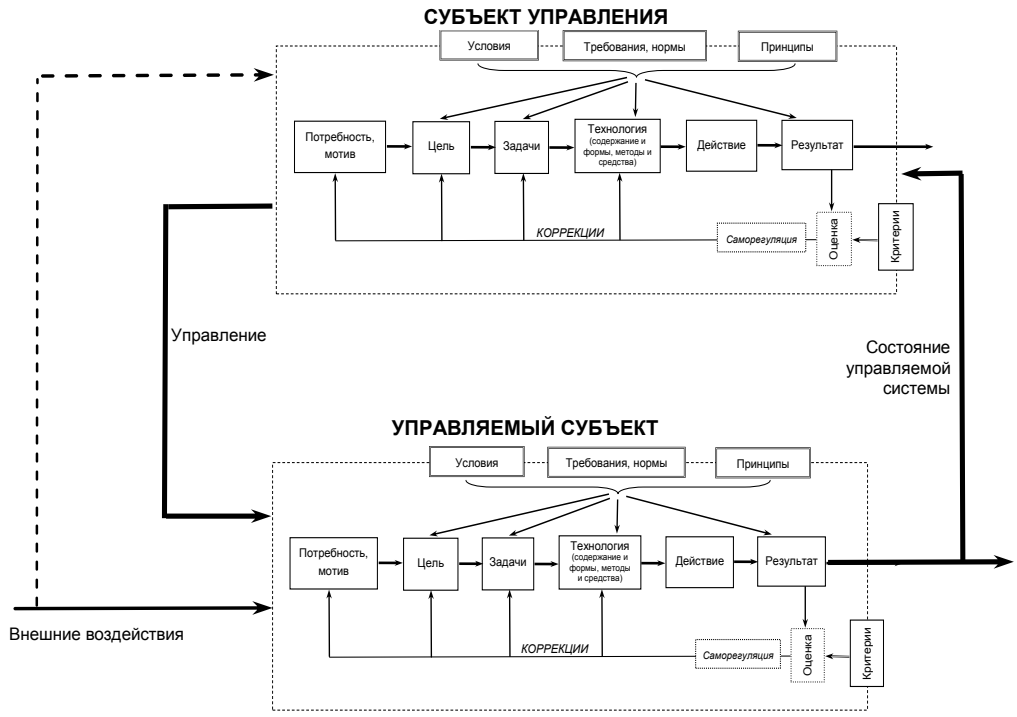 СУБЪЕКТ УПРАВЛЕНИЯ
Условия
Требования, нормы
Принципы
Потребность,
мотив
Цель
Задачи
Технология
(содержание и
формы, методы и
средства)
Действие
Результат
КОРРЕКЦИИ
Саморегуляция
Оценка
Критерии
Управление
Состояние
управляемой
системы
УПРАВЛЯЕМЫЙ СУБЪЕКТ
Условия
Требования, нормы
Принципы
Потребность,
мотив
Цель
Задачи
Технология
(содержание и
формы, методы
и средства)
Действие
Результат
КОРРЕКЦИИ
Саморегуляция
Оценка
Критерии
Внешние воздействия